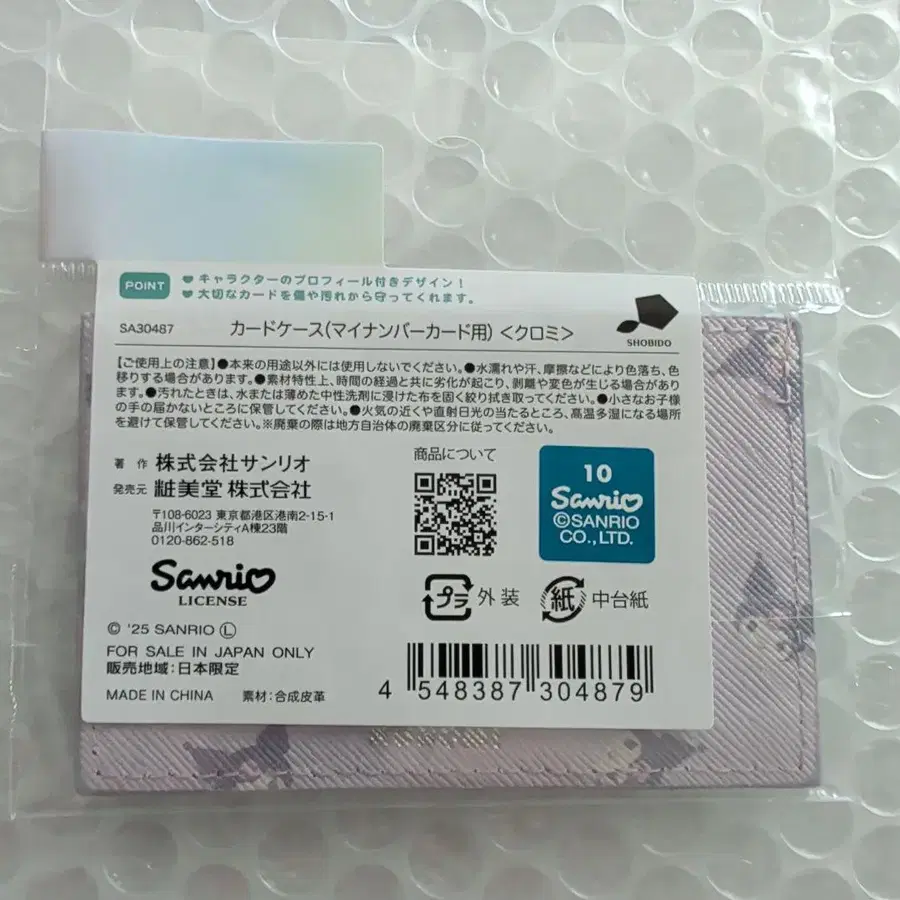 POINT
♥キャラクターのプロフィール付きデザイン！
♥大切なカードを傷や汚れから守ってくれます。
SA30487
カードケース(マイナンバーカード用)＜クロミ＞
SHOBIDO
【ご使用上の注意】●本来の用途以外には使用しないでください。●水濡れや汗、摩擦などにより色落ち、色
移りする場合があります。●素材特性上、時間の経過と共に劣化が起こり、剥離や変色が生じる場合があり
ます。●汚れたときは、水または薄めた中性洗剤に浸けた布を固く絞り拭き取ってください。●小さなお子様
の手の届かないところに保管してください。●火気の近くや直射日光の当たるところ、高温多湿になる場所
を避けて保管してください。※廃棄の際は地方自治体の廃棄区分に従ってください。
著 作 株式会社サンリオ
発売元 粧美堂 株式会社
〒108-6023 東京都港区港南2-15-1
品川インターシティA棟23階
0120-862-518
商品について
10
Sanrio
©SANRIO
CO.,LTD.
Sanrio
LICENSE
プラ 外装
紙 中台紙
© '25 SANRIO Ⓛ
FOR SALE IN JAPAN ONLY
販売地域：日本限定
MADE IN CHINA 素材：合成皮革
4 548387 304879